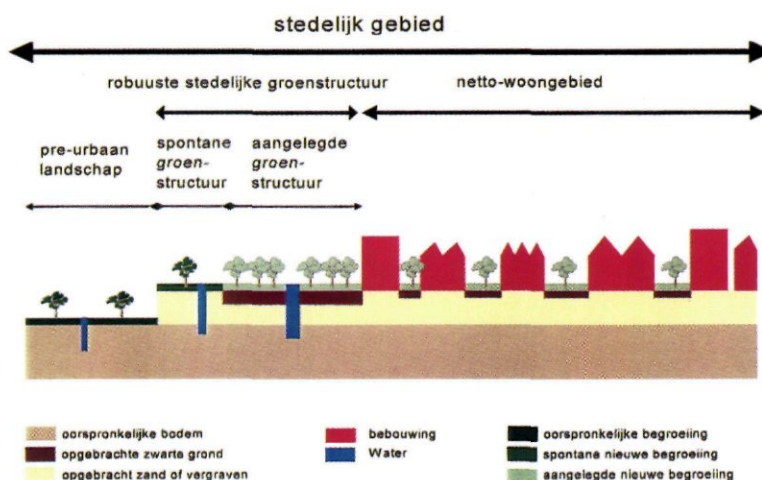 stedelijk gebied
robuuste stedelijke groenstructuur
netto-woongebied
pre-urbaan
landschap
spontane
groen-
structuur
aangelegde
groen-
structuur
oorspronkelijke bodem
opgebrachte zwarte grond
opgebracht zand of vergraven
bebouwing
Water
oorspronkelijke begroeiing
spontale nieuwe begroeiing
aangelegde nieuwe begroeiing